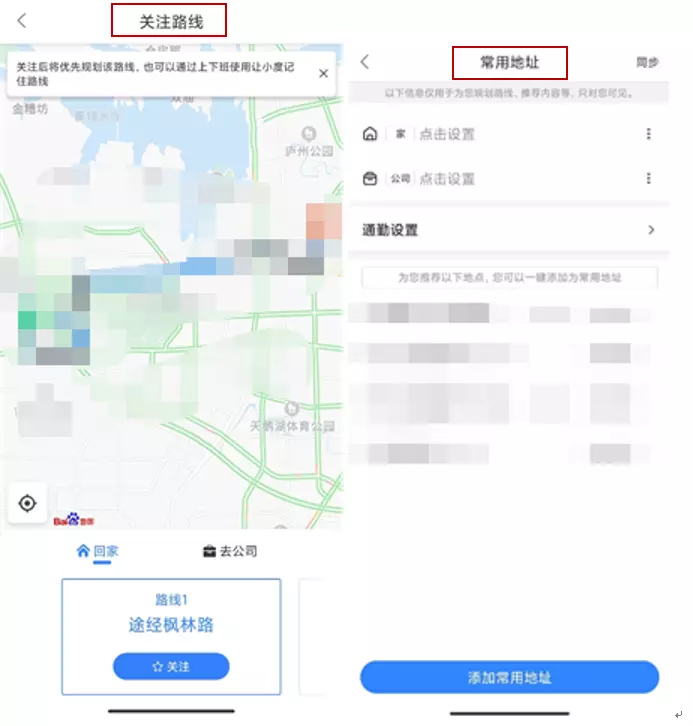 关注路线
关注后将优先规划该路线，也可以通过上下班使用让小度记
住路线
金槽坊
庐州公园
天鹅湖体育公园
Bai 地图
回家
去公司
路线1
途经枫林路
关注
常用地址
同步
以下信息仅用于为您规划路线、推荐内容等，只对您可见。
家 点击设置
公司 点击设置
通勤设置
为您推荐以下地点，您可以一键添加为常用地址
添加常用地址